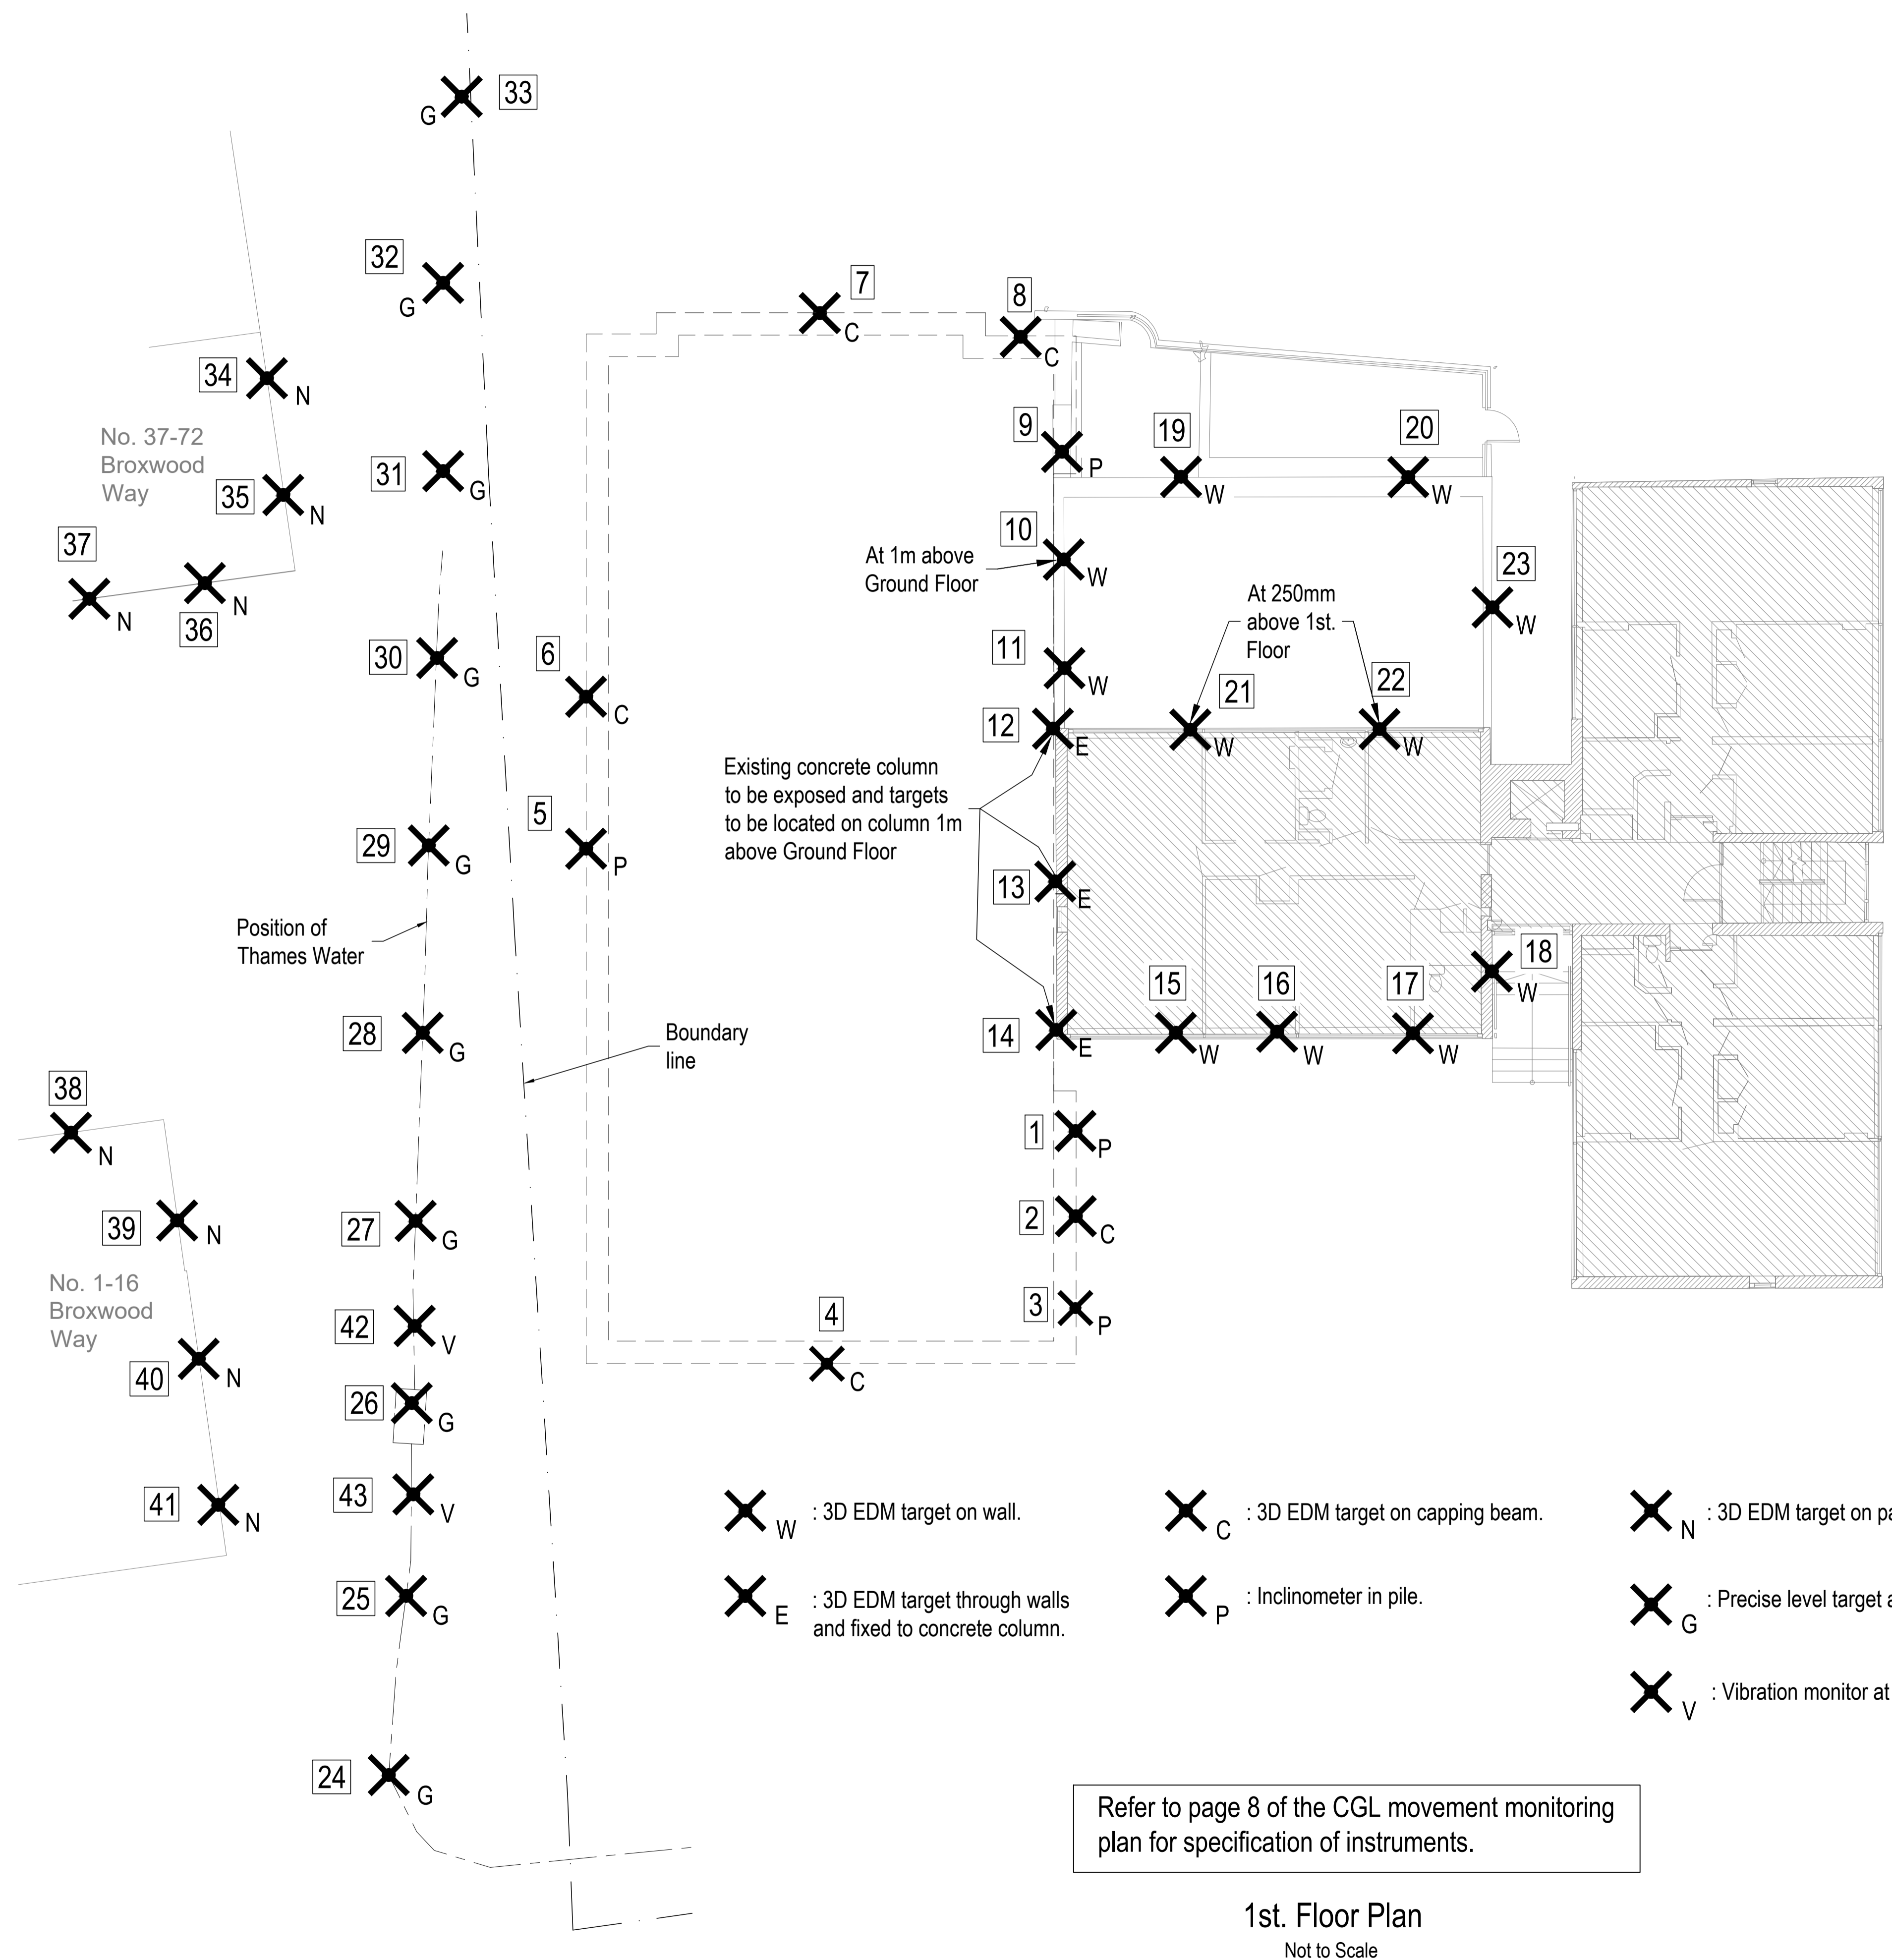 33
G
32
G
7
C
8
C
34
N
No. 37-72
Broxwood
Way
35
N
31
G
9
P
19
W
20
W
37
N
36
N
10
W
At 1m above
Ground Floor
23
W
At 250mm
above 1st.
Floor
30
G
6
C
11
W
21
W
22
W
12
E
Existing concrete column
to be exposed and targets
to be located on column 1m
above Ground Floor
5
P
29
G
13
E
Position of
Thames Water
18
W
15
W
16
W
17
W
28
G
Boundary
line
14
E
38
N
1
P
39
N
27
G
2
C
No. 1-16
Broxwood
Way
42
V
4
C
3
P
40
N
26
G
41
N
43
V
25
G
24
G
W : 3D EDM target on wall.
C : 3D EDM target on capping beam.
N : 3D EDM target on pa
E : 3D EDM target through walls
and fixed to concrete column.
P : Inclinometer in pile.
G : Precise level target a
V : Vibration monitor at
Refer to page 8 of the CGL movement monitoring
plan for specification of instruments.
1st. Floor Plan
Not to Scale